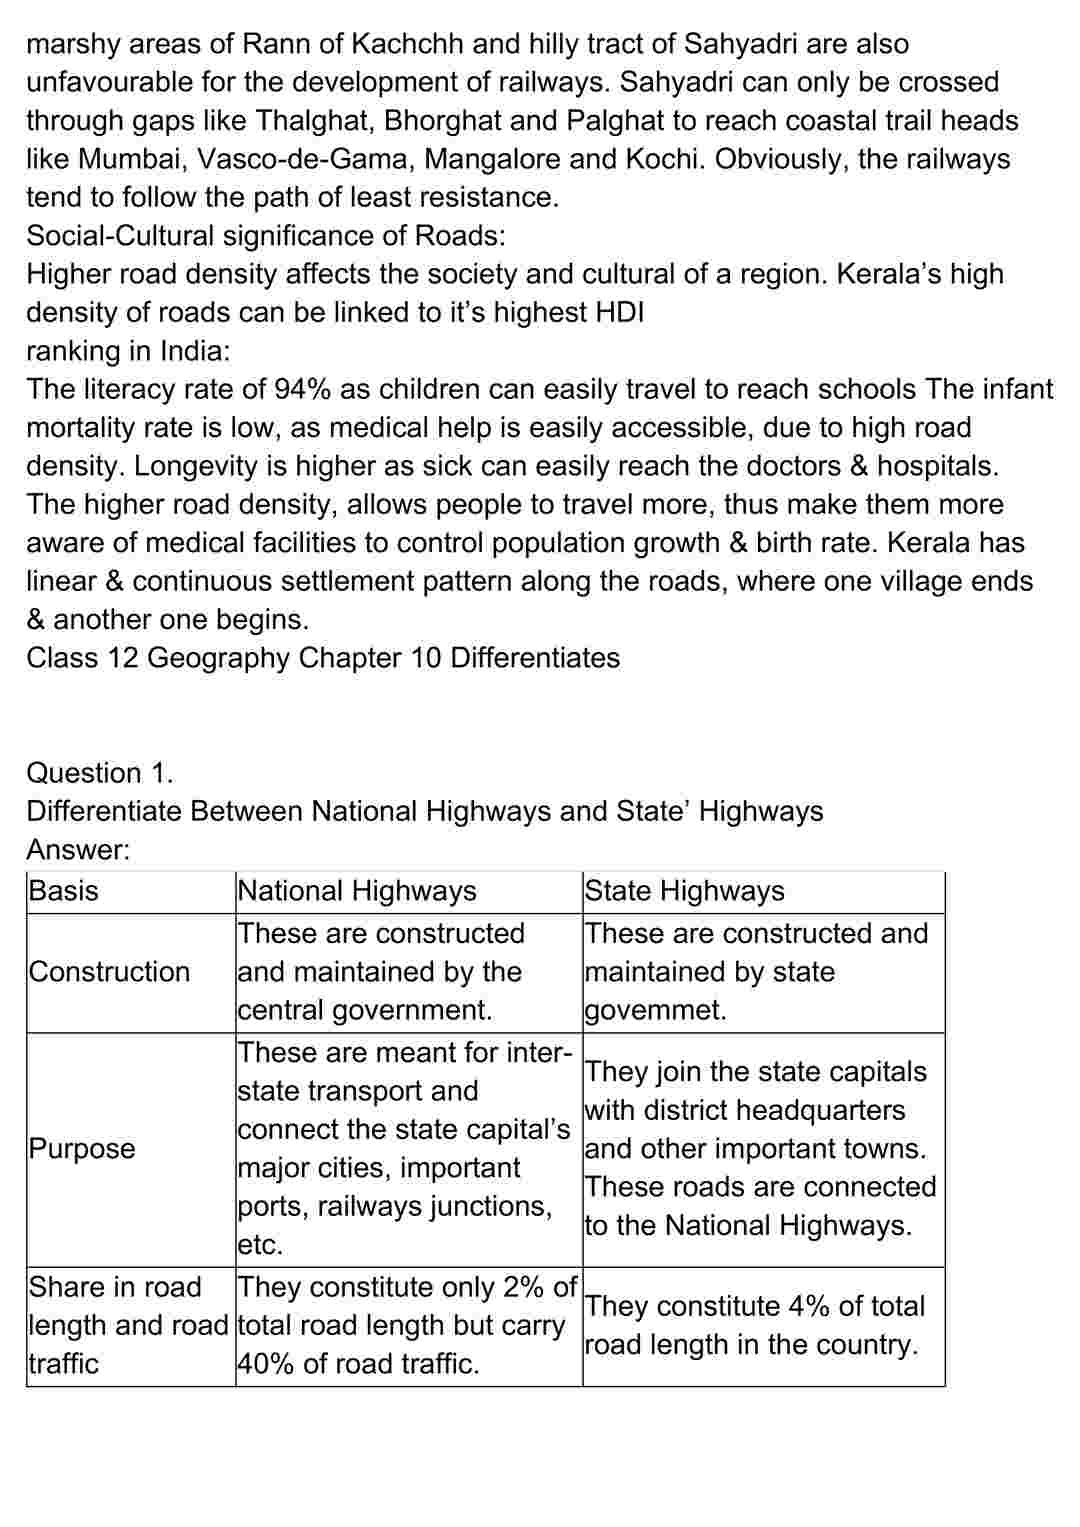 marshy areas of Rann of Kachchh and hilly tract of Sahyadri are also
unfavourable for the development of railways. Sahyadri can only be crossed
through gaps like Thalghat, Bhorghat and Palghat to reach coastal trail heads
like Mumbai, Vasco-de-Gama, Mangalore and Kochi. Obviously, the railways
tend to follow the path of least resistance.
Social-Cultural significance of Roads:
Higher road density affects the society and cultural of a region. Kerala’s high
density of roads can be linked to it’s highest HDI
ranking in India:
The literacy rate of 94% as children can easily travel to reach schools The infant
mortality rate is low, as medical help is easily accessible, due to high road
density. Longevity is higher as sick can easily reach the doctors & hospitals.
The higher road density, allows people to travel more, thus make them more
aware of medical facilities to control population growth & birth rate. Kerala has
linear & continuous settlement pattern along the roads, where one village ends
& another one begins.
Class 12 Geography Chapter 10 Differentiates
Question 1.
Differentiate Between National Highways and State’ Highways
Answer:
Basis
National Highways
State Highways
Construction
These are constructed
and maintained by the
central government.
These are constructed and
maintained by state
govemmet.
Purpose
These are meant for inter-
state transport and
connect the state capital’s
major cities, important
ports, railways junctions,
etc.
They join the state capitals
with district headquarters
and other important towns.
These roads are connected
to the National Highways.
Share in road
length and road
traffic
They constitute only 2% of
total road length but carry
40% of road traffic.
They constitute 4% of total
road length in the country.